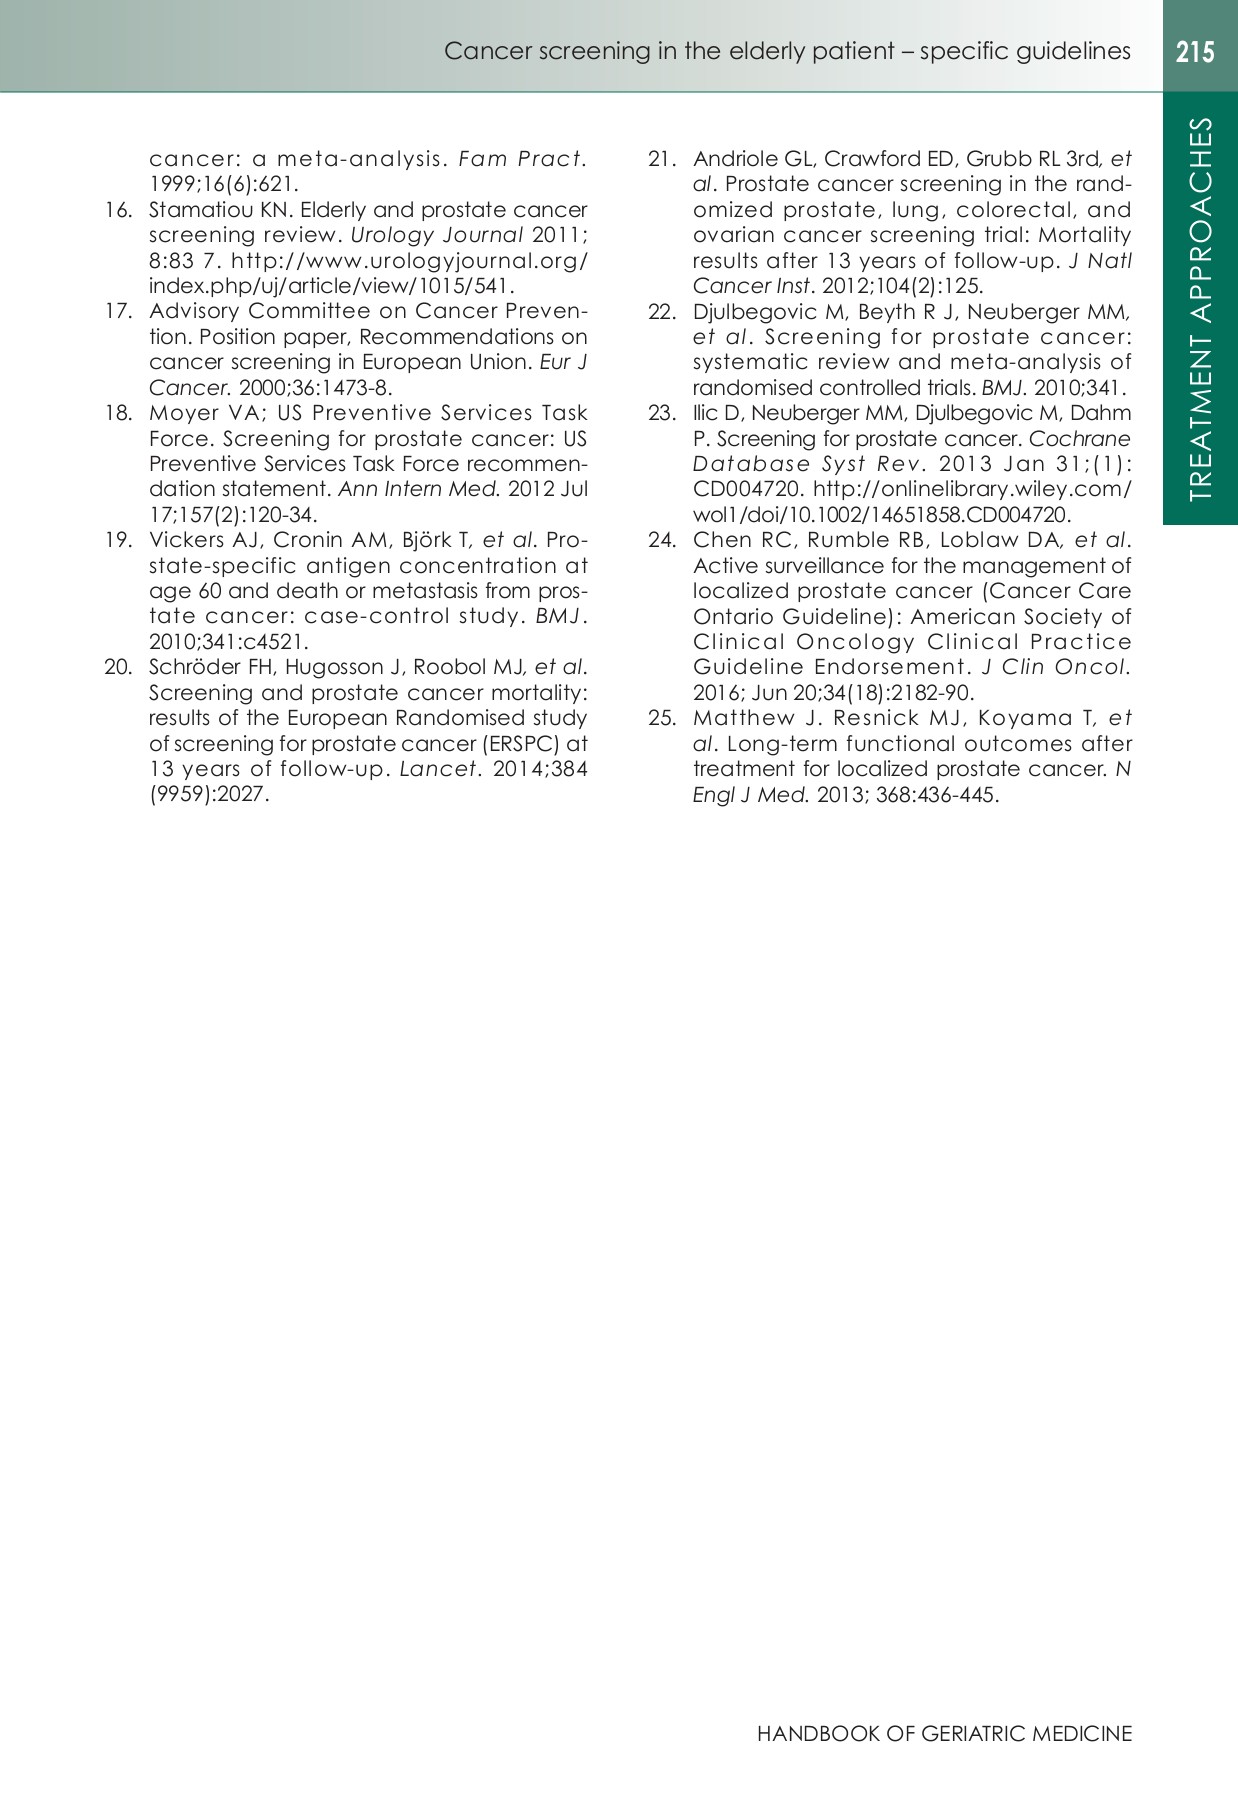 Cancer screening in the elderly patient – specific guidelines
215
TREATMENT APPROACHES
cancer: a meta-analysis. Fam Pract.
1999;16(6):621.
16. Stamatiou KN. Elderly and prostate cancer
screening review. Urology Journal 2011;
8:83 7. http://www.urologyjournal.org/
index.php/uj/article/view/1015/541.
17. Advisory Committee on Cancer Preven-
tion. Position paper, Recommendations on
cancer screening in European Union. Eur J
Cancer. 2000;36:1473-8.
18. Moyer VA; US Preventive Services Task
Force. Screening for prostate cancer: US
Preventive Services Task Force recommen-
dation statement. Ann Intern Med. 2012 Jul
17;157(2):120-34.
19. Vickers AJ, Cronin AM, Björk T, et al. Pro-
state-specific antigen concentration at
age 60 and death or metastasis from pros-
tate cancer: case-control study. BMJ.
2010;341:c4521.
20. Schröder FH, Hugosson J, Roobol MJ, et al.
Screening and prostate cancer mortality:
results of the European Randomised study
of screening for prostate cancer (ERSPC) at
13 years of follow-up. Lancet. 2014;384
(9959):2027.
21. Andriole GL, Crawford ED, Grubb RL 3rd, et
al. Prostate cancer screening in the rand-
omized prostate, lung, colorectal, and
ovarian cancer screening trial: Mortality
results after 13 years of follow-up. J Natl
Cancer Inst. 2012;104(2):125.
22. Djulbegovic M, Beyth R J, Neuberger MM,
et al. Screening for prostate cancer:
systematic review and meta-analysis of
randomised controlled trials. BMJ. 2010;341.
23. Ilic D, Neuberger MM, Djulbegovic M, Dahm
P. Screening for prostate cancer. Cochrane
Database Syst Rev. 2013 Jan 31;(1):
CD004720. http://onlinelibrary.wiley.com/
wol1/doi/10.1002/14651858.CD004720.
24. Chen RC, Rumble RB, Loblaw DA, et al.
Active surveillance for the management of
localized prostate cancer (Cancer Care
Ontario Guideline): American Society of
Clinical Oncology Clinical Practice
Guideline Endorsement. J Clin Oncol.
2016; Jun 20;34(18):2182-90.
25. Matthew J. Resnick MJ, Koyama T, et
al. Long-term functional outcomes after
treatment for localized prostate cancer. N
Engl J Med. 2013; 368:436-445.
HANDBOOK OF GERIATRIC MEDICINE